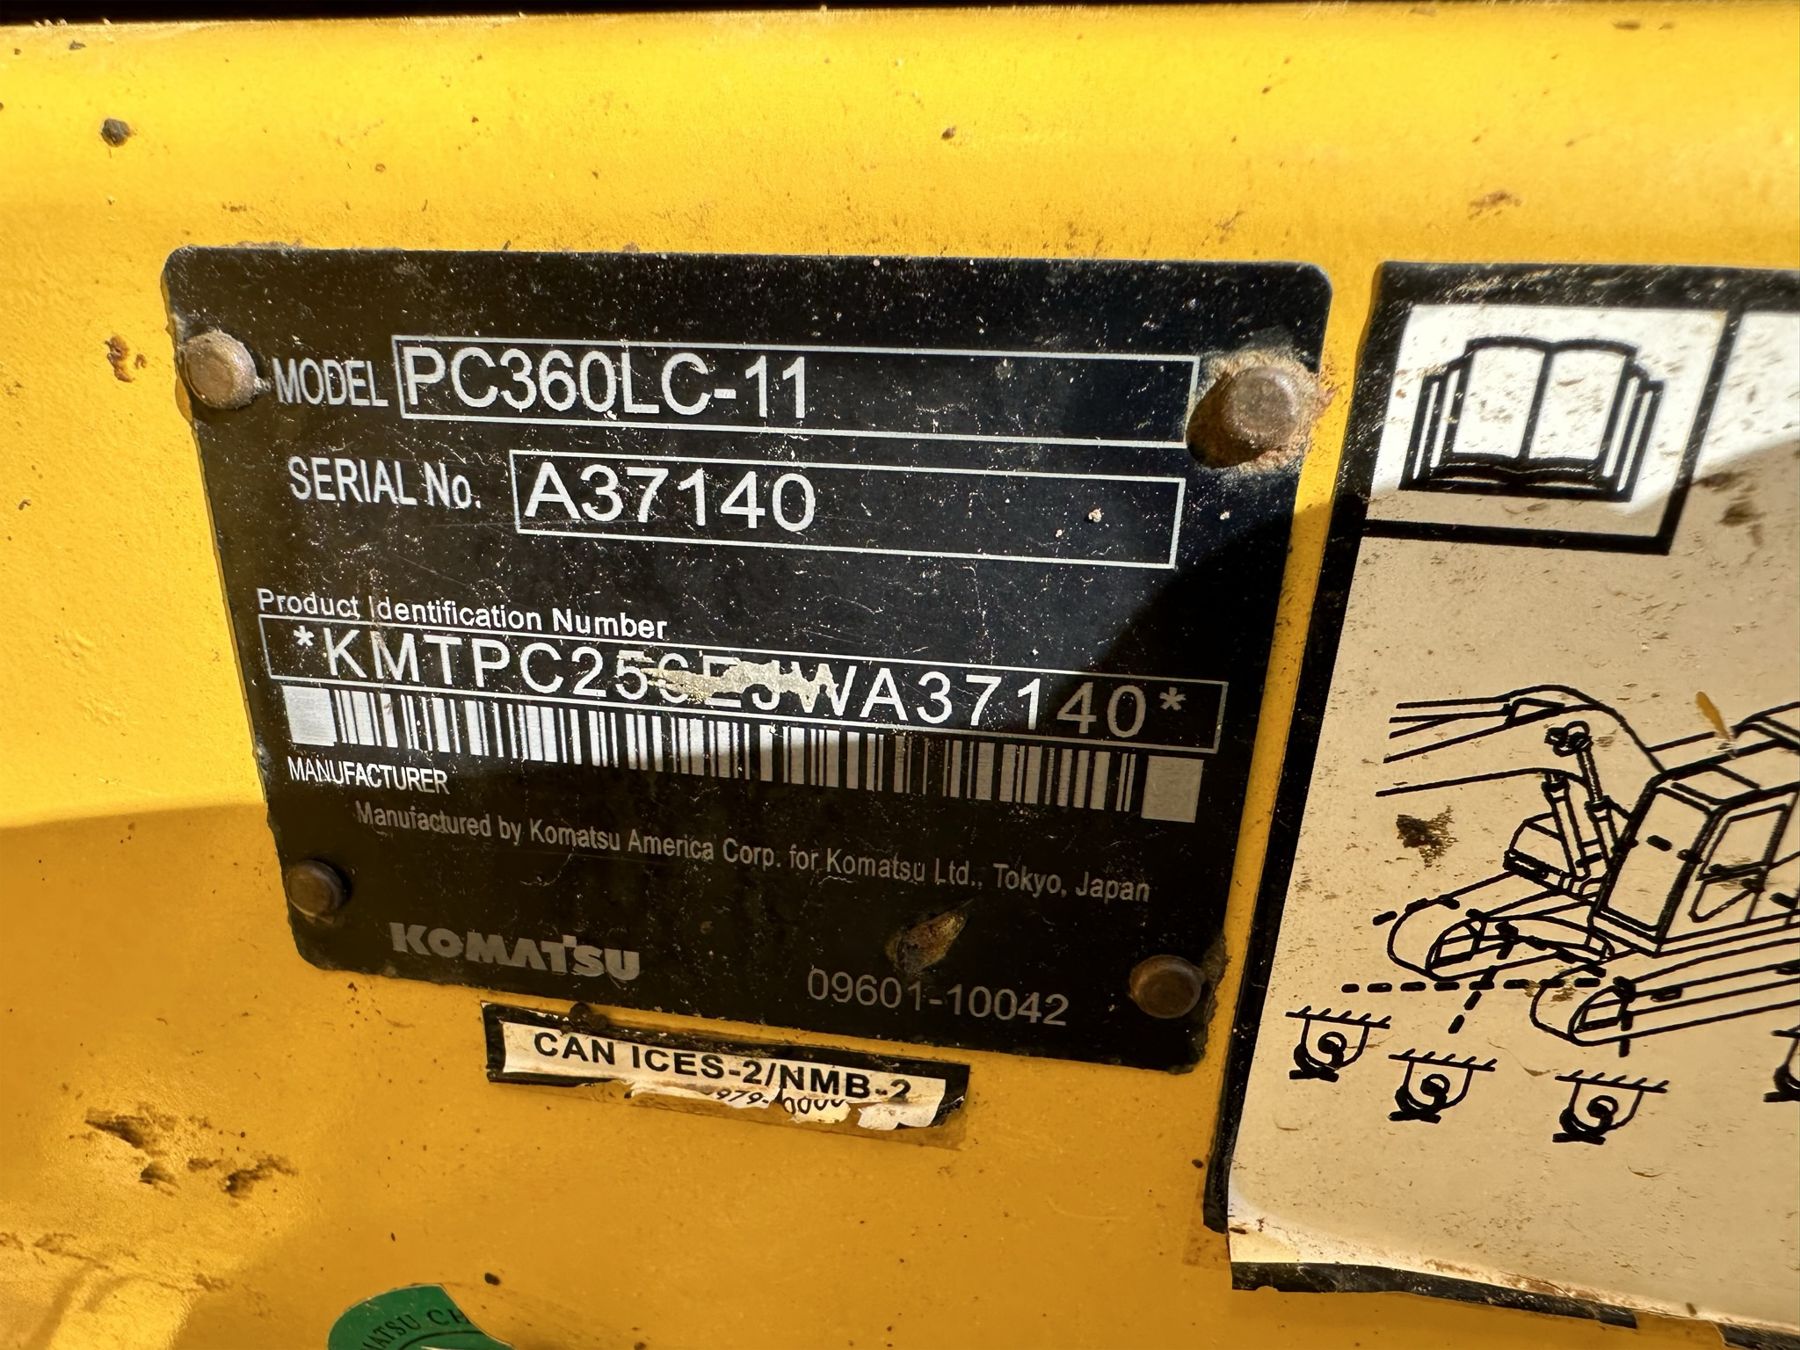 MODEL PC360LC-11
SERIAL No. A37140
Product Identification Number
MANUFACTURER
Manufactured by Komatsu America Corp. for Komatsu Ltd., Tokyo, Japan
KOMATSU
09601-10042
CAN ICES-2/NMB-2